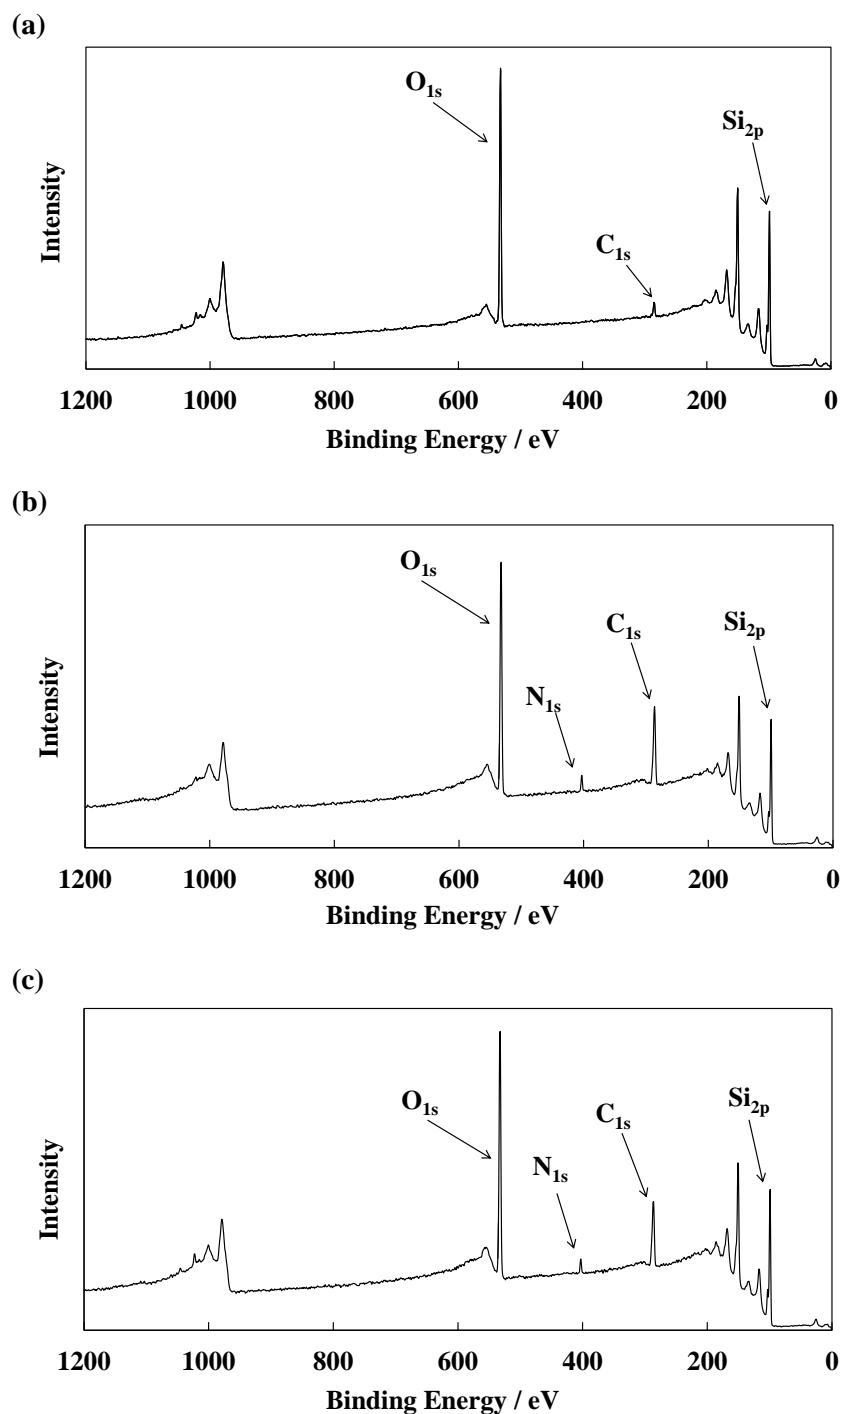 (a)
O1s
Si2p
C1s
Intensity
1200 1000 800 600 400 200 0
Binding Energy / eV
(b)
O1s
C1s
Si2p
N1s
Intensity
1200 1000 800 600 400 200 0
Binding Energy / eV
(c)
O1s
C1s
Si2p
N1s
Intensity
1200 1000 800 600 400 200 0
Binding Energy / eV